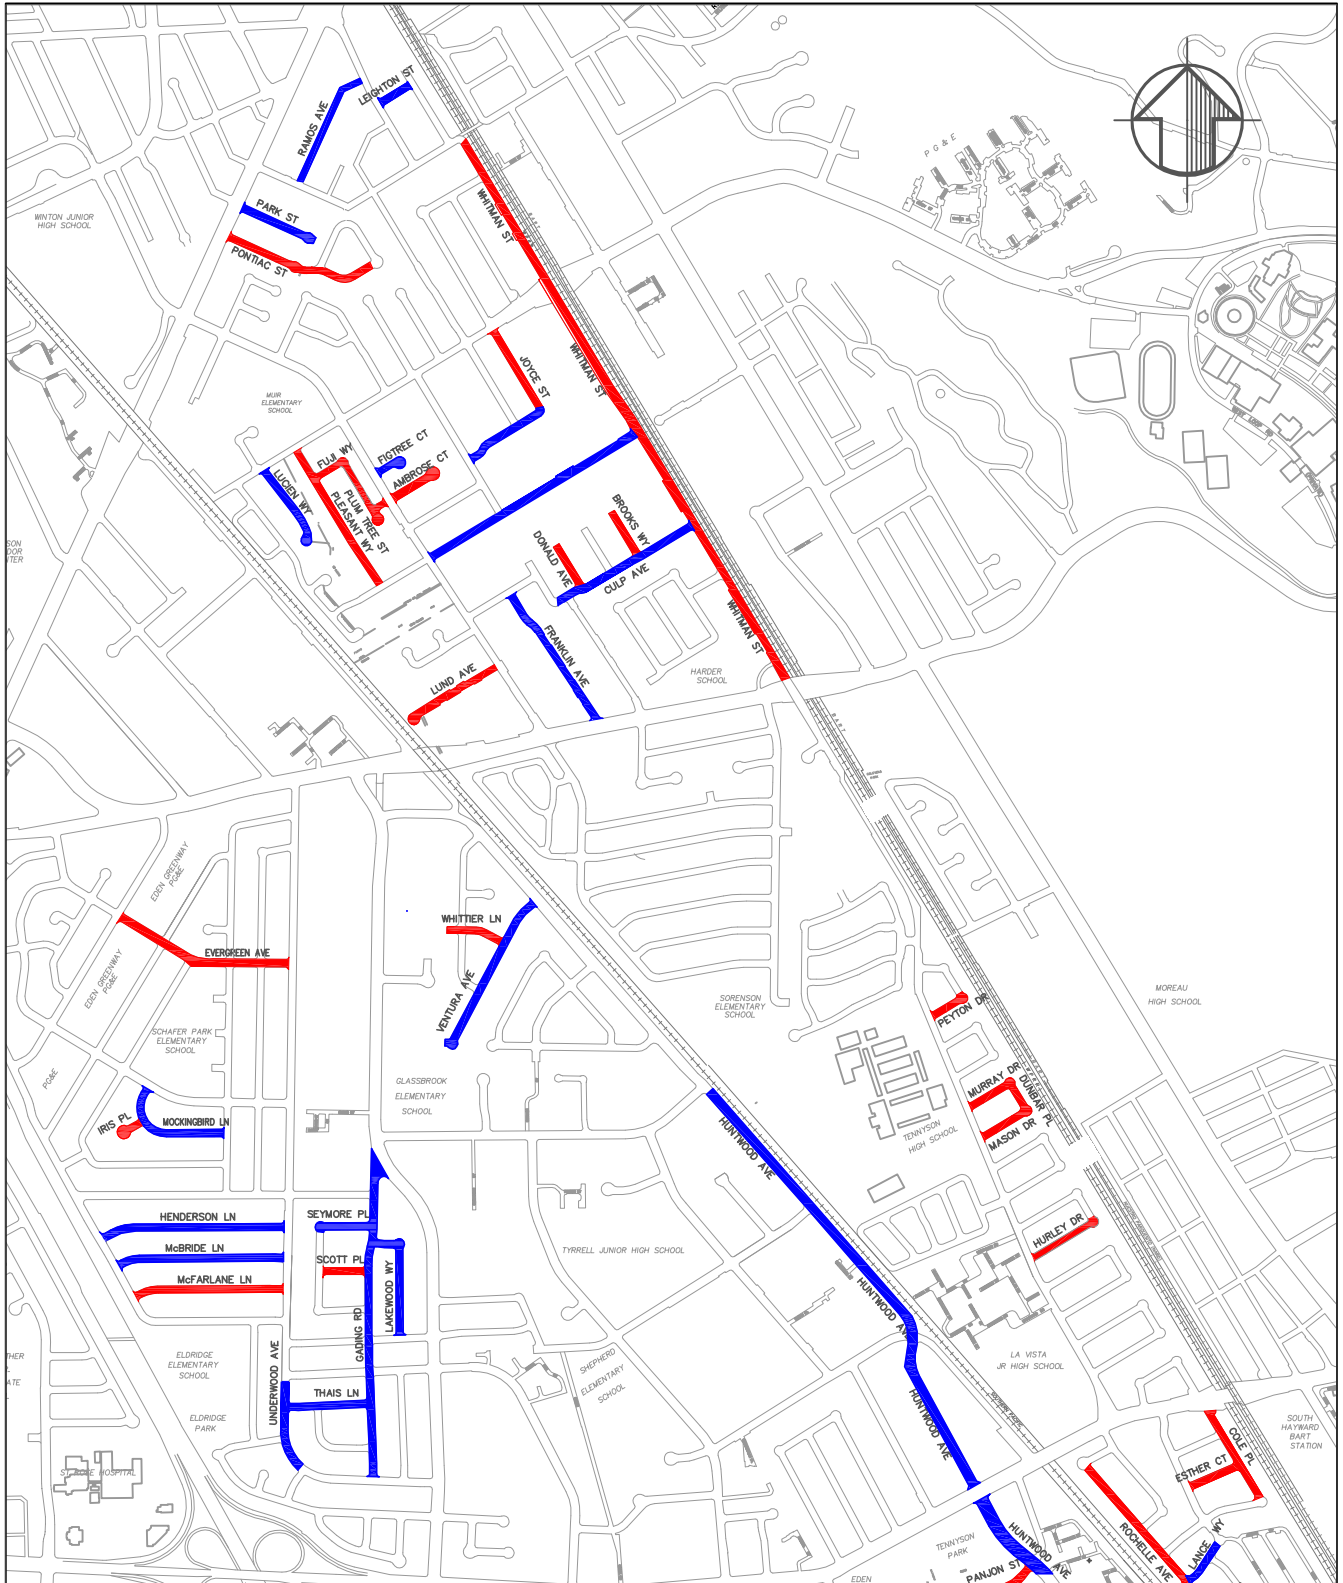 LEIGHTON ST
RAMOS AVE
PG&E
PARK ST
WINTON JUNIOR
HIGH SCHOOL
WHITMAN ST
PONTIAC ST
WHITMAN ST
JOYCE ST
MUIR
ELEMENTARY
SCHOOL
FIGTREE CT
FUJI WY
AMBROSE CT
LUCIEN WY
PLUM TREE ST
PLEASANT WY
BROOKS WY
DONALD AVE
CULP AVE
WHITMAN ST
FRANKLIN AVE
HARDER
SCHOOL
LUND AVE
B.A.R.T
EDEN GREENWAY
PG&E
WHITTIER LN
EVERGREEN AVE
EDEN GREENWAY
PG&E
VENTURA AVE
MOREAU
HIGH SCHOOL
SORENSON
ELEMENTARY
SCHOOL
PEYTON DR
SCHAFER PARK
ELEMENTARY
SCHOOL
PG&E
GLASSBROOK
ELEMENTARY
SCHOOL
MURRAY DR
DUNBAR PL
MASON DR
TENNYSON
HIGH SCHOOL
IRIS PL
MOCKINGBIRD LN
HUNTWOOD AVE
HENDERSON LN
SEYMORE PL
HURLEY DR
McBRIDE LN
SCOTT PL
TYRRELL JUNIOR HIGH SCHOOL
McFARLANE LN
LAKEWOOD WY
GADING RD
HUNTWOOD AVE
UNDERWOOD AVE
ELDRIDGE
ELEMENTARY
SCHOOL
LA VISTA
JR HIGH SCHOOL
SHEPHERD
ELEMENTARY
SCHOOL
THAIS LN
HUNTWOOD AVE
ELDRIDGE
PARK
SOUTH
HAYWARD
BART
STATION
COLE PL
ESTHER CT
ST. ROSE HOSPITAL
HUNTWOOD AVE
ROCHELLE AVE
LANCE WY
TENNYSON
PARK
PANJON ST
EDEN